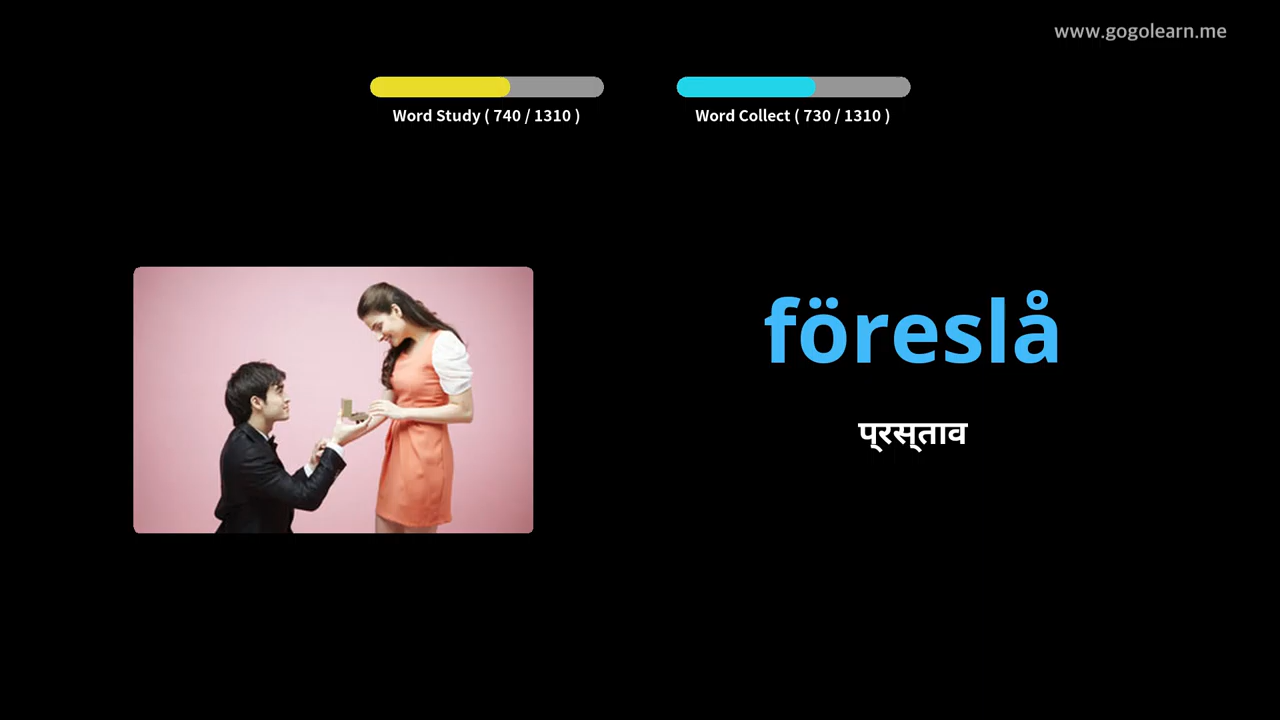 www.gogolearn.me
Word Study ( 740 / 1310 )
Word Collect ( 730 / 1310 )
föreslå
प्रस्ताव